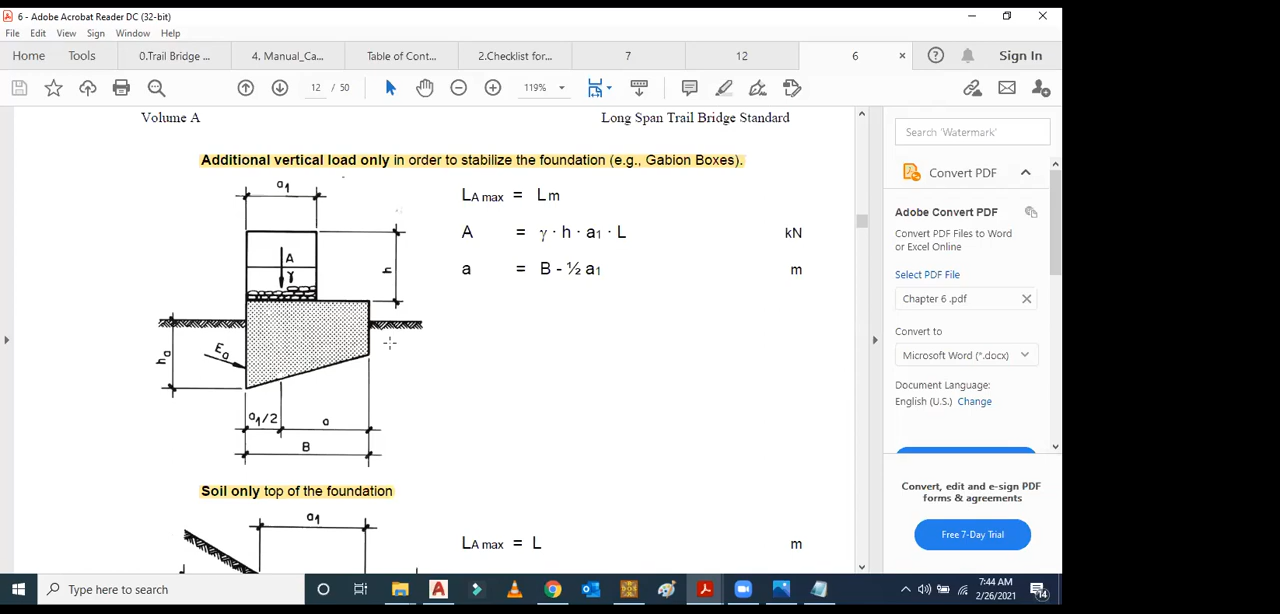 6 - Adobe Acrobat Reader DC (32-bit)
File Edit View Sign Window Help
Home Tools 0.Trail Bridge ... 4. Manual_Ca... Table of Cont... 2.Checklist for... 7 12 6 × Sign In
12 / 50 119%
Volume A Long Span Trail Bridge Standard
Additional vertical load only in order to stabilize the foundation (e.g., Gabion Boxes).
a1
LA max = Lm
A = γ · h · a1 · L kN
a = B - ½ a1 m
A
γ
h
Ea
ha
a1/2 a
B
Soil only top of the foundation
a1
LA max = L m
Search 'Watermark'
Convert PDF
Adobe Convert PDF
Convert PDF Files to Word
or Excel Online
Select PDF File
Chapter 6 .pdf
Convert to
Microsoft Word (*.docx)
Document Language:
English (U.S.) Change
Convert, edit and e-sign PDF
forms & agreements
Free 7-Day Trial
Type here to search
7:44 AM
2/26/2021
14